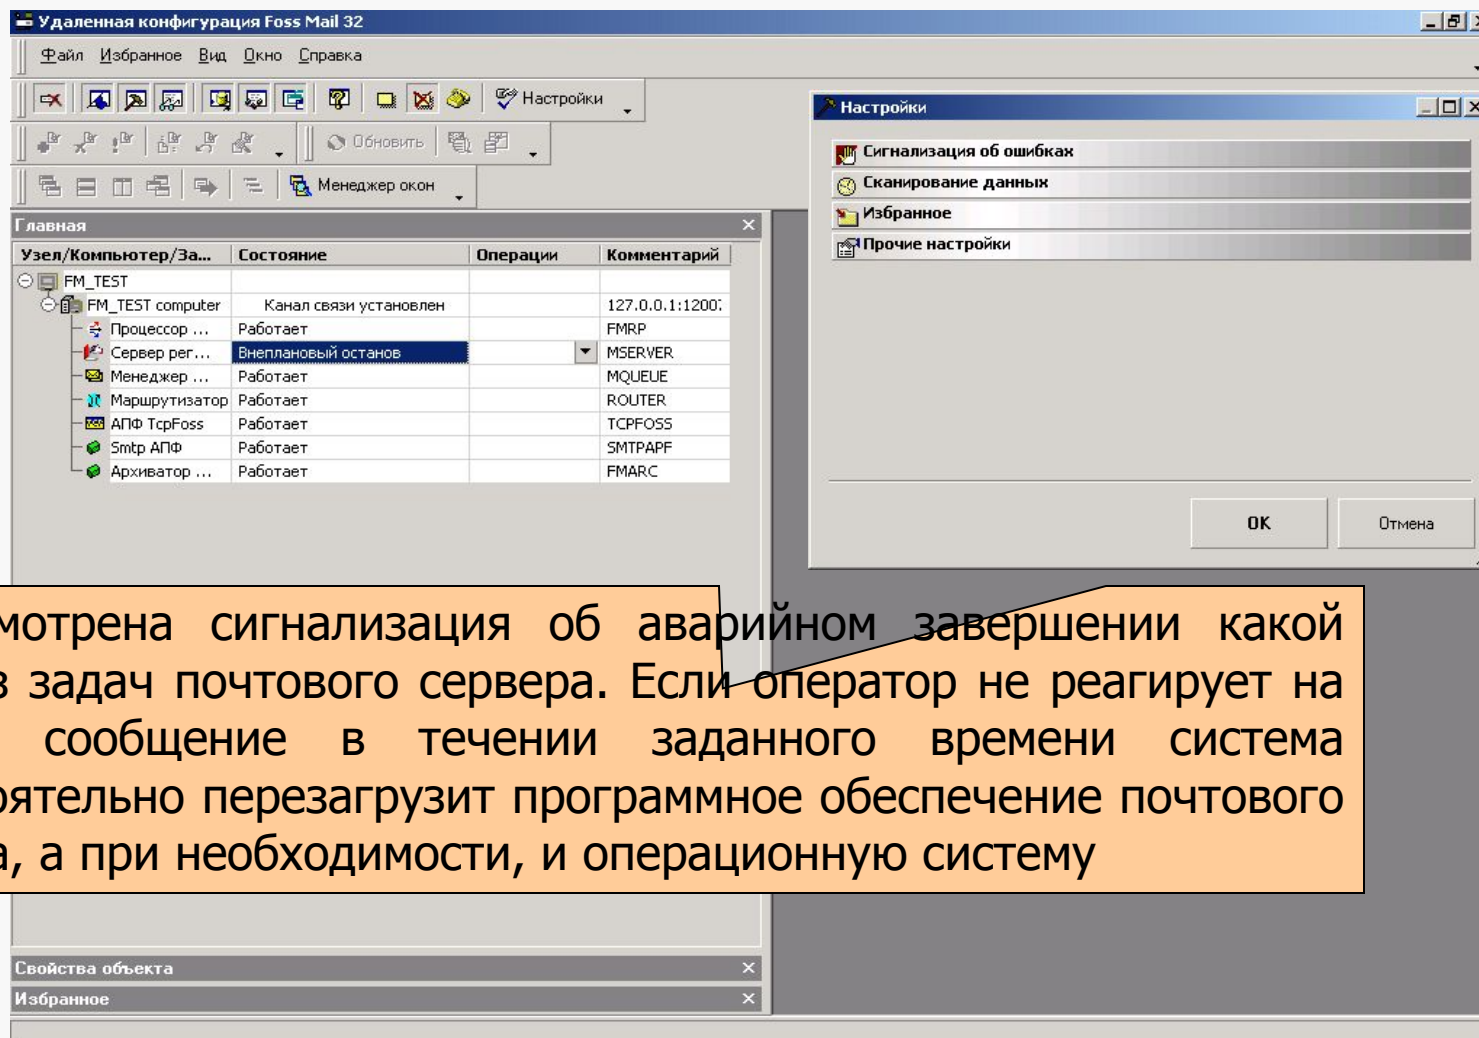 Удаленная конфигурация Foss Mail 32
Файл Избранное Вид Окно Справка
Настройки
Обновить
Менеджер окон
Главная
Узел/Компьютер/За... Состояние Операции Комментарий
FM_TEST
FM_TEST computer Канал связи установлен 127.0.0.1:12007
Процессор ... Работает FMRP
Сервер рег... Внеплановый останов MSERVER
Менеджер ... Работает MQUEUE
Маршрутизатор Работает ROUTER
АПФ TcpFoss Работает TCPFOSS
Smtp АПФ Работает SMTPAPF
Архиватор ... Работает FMARC
Настройки
Сигнализация об ошибках
Сканирование данных
Избранное
Прочие настройки
OK Отмена
мотрена сигнализация об аварийном завершении какой
з задач почтового сервера. Если оператор не реагирует на
сообщение в течении заданного времени система
оятельно перезагрузит программное обеспечение почтового
а, а при необходимости, и операционную систему
Свойства объекта
Избранное